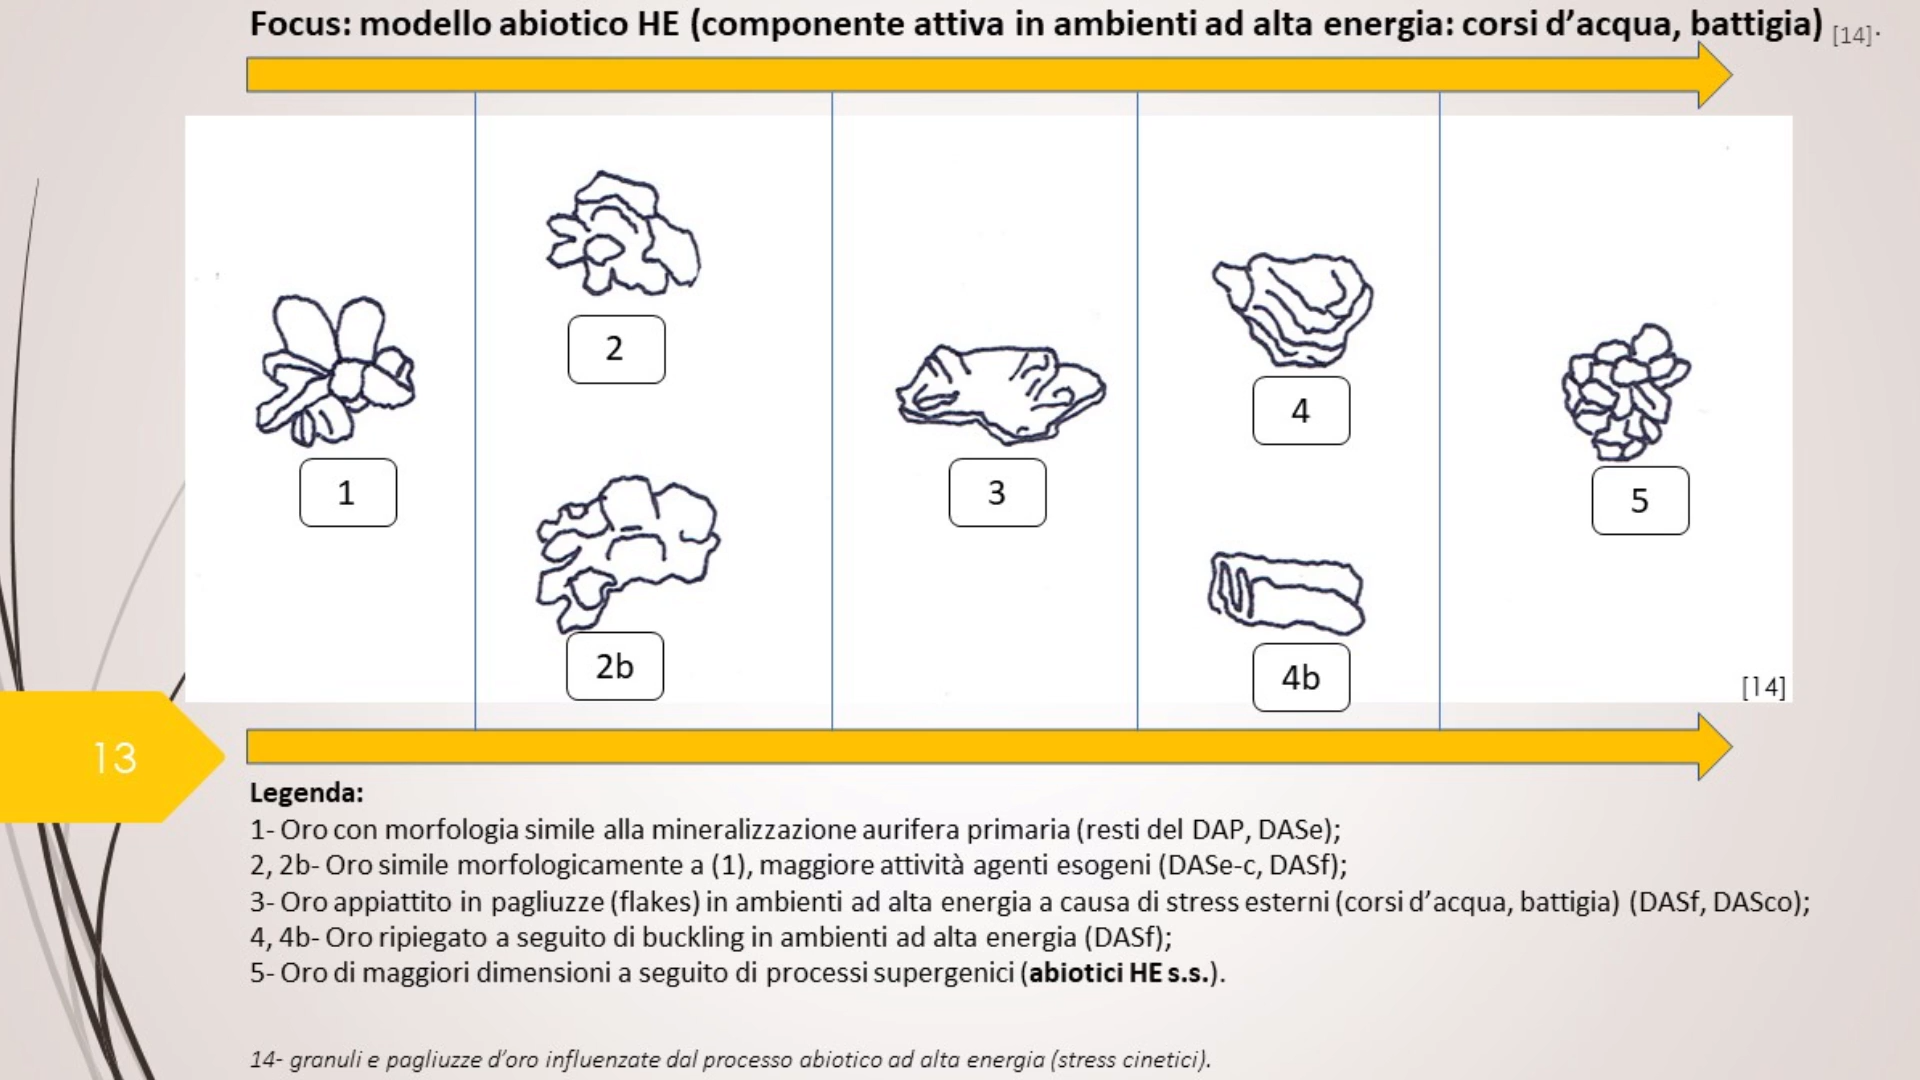 Focus: modello abiotico HE (componente attiva in ambienti ad alta energia: corsi d'acqua, battigia) [14].
2
4
1
3
5
2b
4b
[14]
13
Legenda:
1- Oro con morfologia simile alla mineralizzazione aurifera primaria (resti del DAP, DASe);
2, 2b- Oro simile morfologicamente a (1), maggiore attività agenti esogeni (DASe-c, DASf);
3- Oro appiattito in pagliuzze (flakes) in ambienti ad alta energia a causa di stress esterni (corsi d'acqua, battigia) (DASf, DASco);
4, 4b- Oro ripiegato a seguito di buckling in ambienti ad alta energia (DASf);
5- Oro di maggiori dimensioni a seguito di processi supergenici (abiotici HE s.s.).
14- granuli e pagliuzze d'oro influenzate dal processo abiotico ad alta energia (stress cinetici).